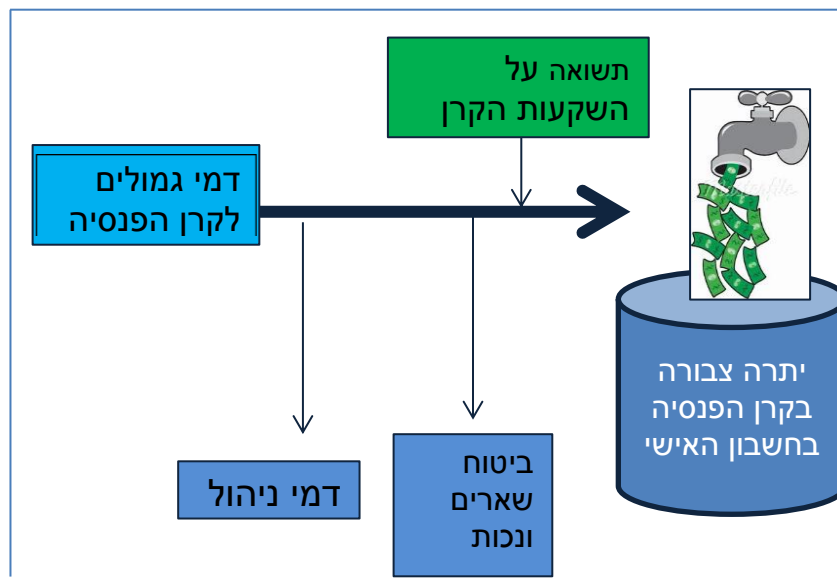 תשואה על
השקעות הקרן
דמי גמולים
לקרן הפנסיה
יתרה צבורה
בקרן הפנסיה
בחשבון האישי
דמי ניהול
ביטוח
שארים
ונכות